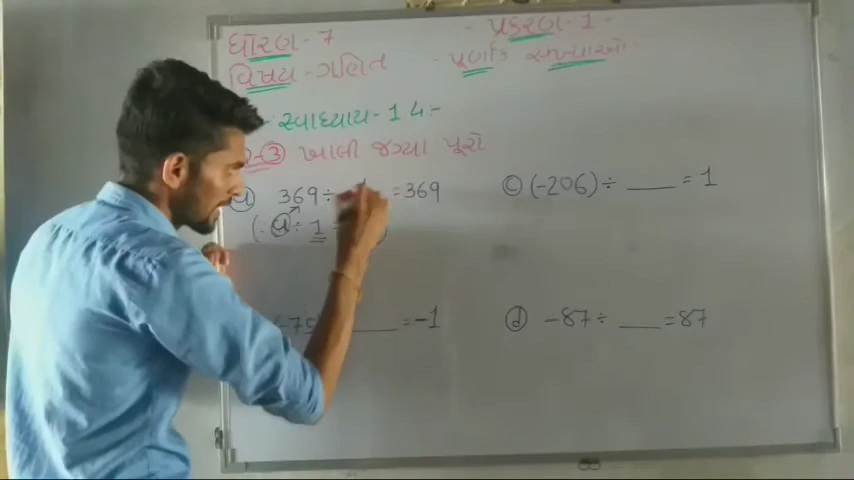 ધોરણ - 7 - પ્રકરણ - 1 -
વિષય - ગણિત - પૂર્ણાંક સંખ્યાઓ -
- સ્વાધ્યાય - 1.4 :-
પ્ર-3 ખાલી જગ્યા પૂરો
369 ÷ = 369
ⓒ (-206) ÷ ____ = 1
a ÷ 1
____ = -1
ⓓ -87 ÷ ____ = 87